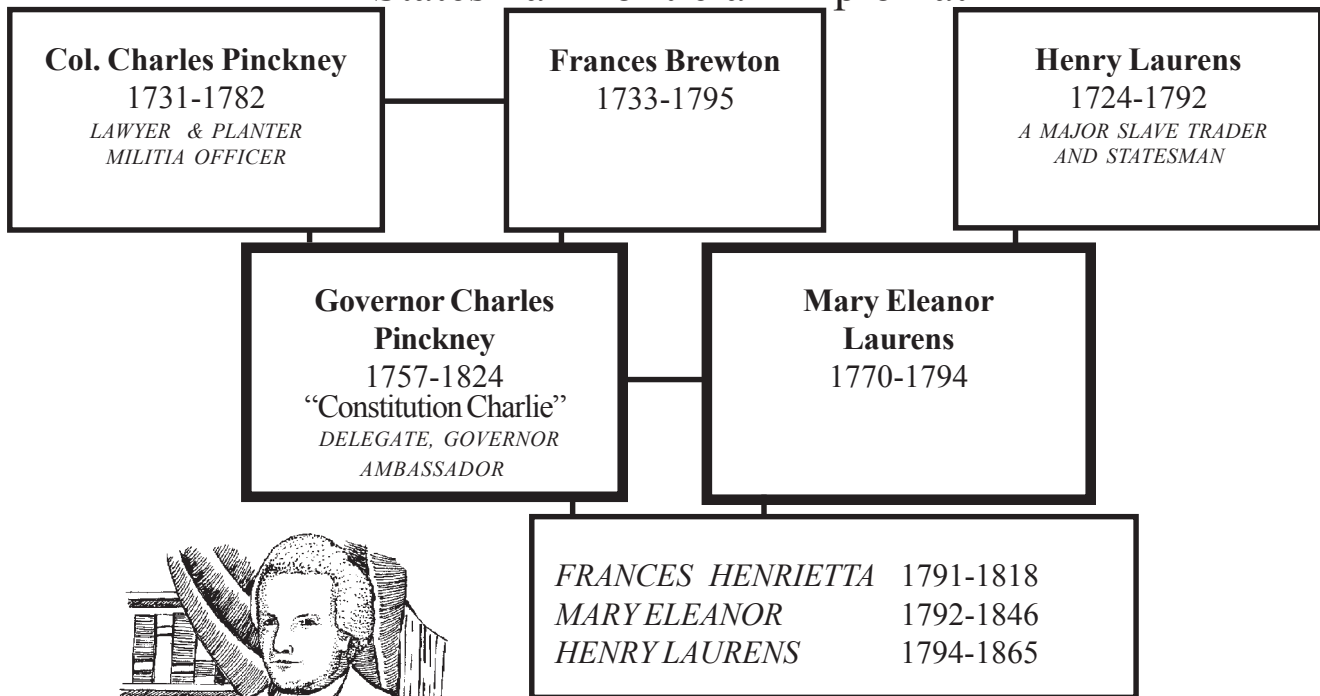 Col. Charles Pinckney
1731-1782
LAWYER & PLANTER
MILITIA OFFICER
Frances Brewton
1733-1795
Henry Laurens
1724-1792
A MAJOR SLAVE TRADER
AND STATESMAN
Governor Charles
Pinckney
1757-1824
“Constitution Charlie”
DELEGATE, GOVERNOR
AMBASSADOR
Mary Eleanor
Laurens
1770-1794
FRANCES HENRIETTA 1791-1818
MARY ELEANOR 1792-1846
HENRY LAURENS 1794-1865